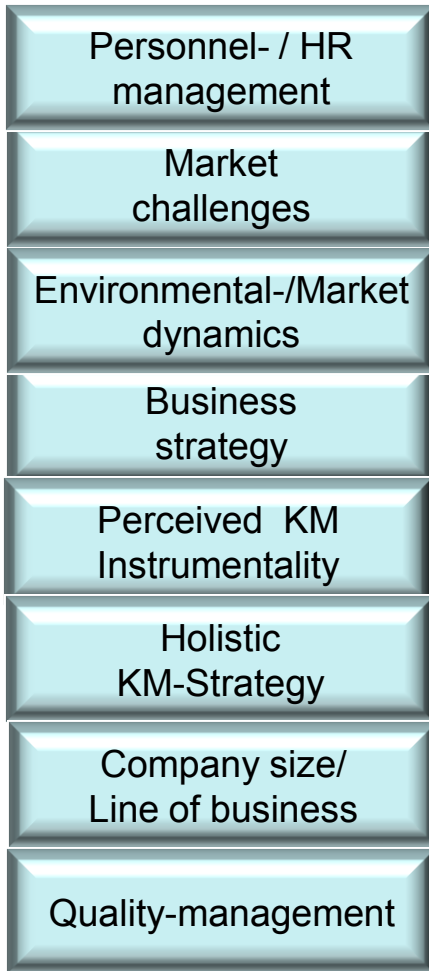 Personnel- / HR
management
Market
challenges
Environmental-/Market
dynamics
Business
strategy
Perceived KM
Instrumentality
Holistic
KM-Strategy
Company size/
Line of business
Quality-management